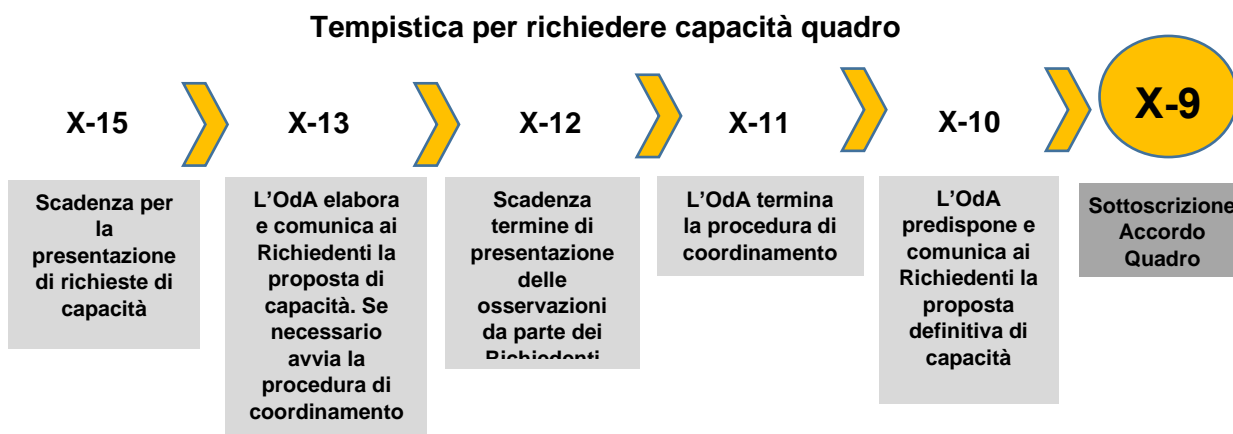 Tempistica per richiedere capacità quadro
X-15
X-13
X-12
X-11
X-10
X-9
Scadenza per
la
presentazione
di richieste di
capacità
L'OdA elabora
e comunica ai
Richiedenti la
proposta di
capacità. Se
necessario
avvia la
procedura di
coordinamento
Scadenza
termine di
presentazione
delle
osservazioni
da parte dei
Richiedenti
L'OdA termina
la procedura di
coordinamento
L'OdA
predispone e
comunica ai
Richiedenti la
proposta
definitiva di
capacità
Sottoscrizione
Accordo
Quadro